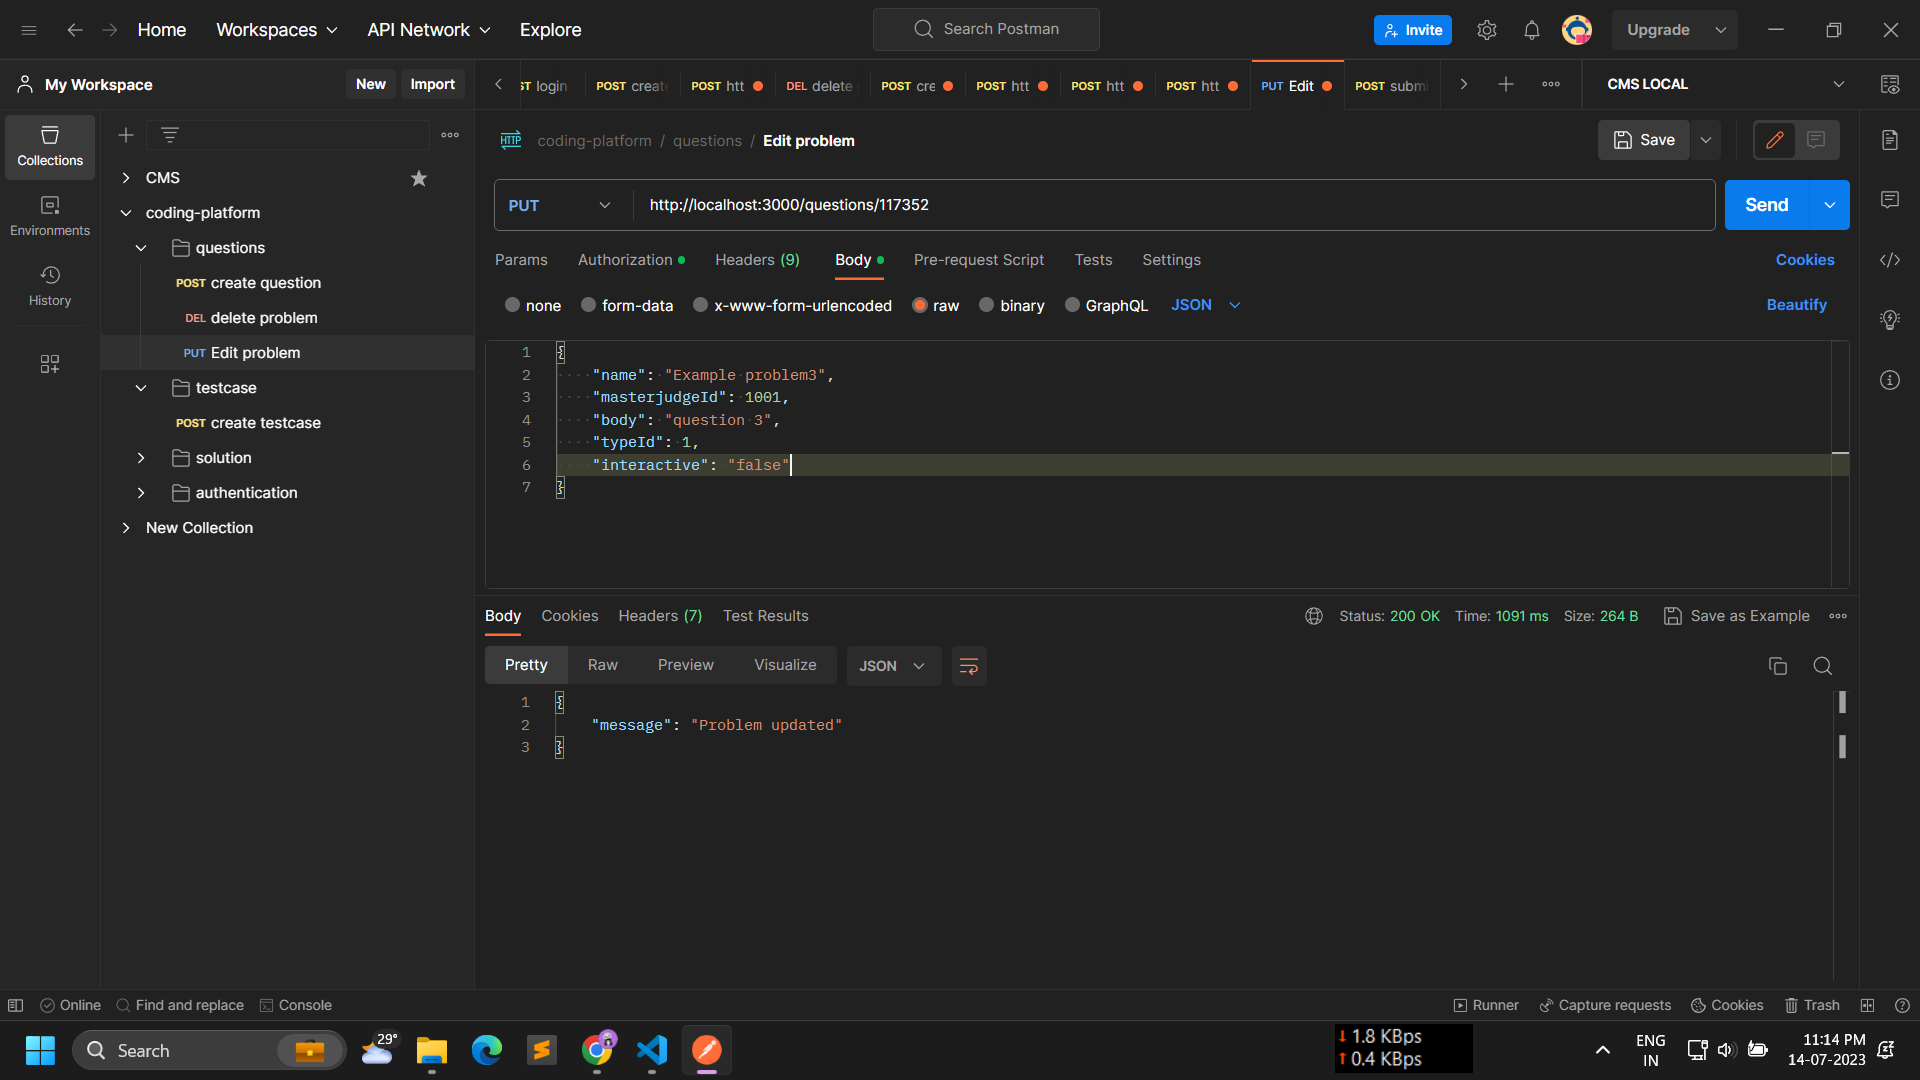 Home Workspaces API Network Explore Search Postman Invite Upgrade
My Workspace New Import ST login POST create POST htt DEL delete POST cre POST htt POST htt POST htt PUT Edit POST subm CMS LOCAL
Collections
Environments
History
CMS
coding-platform
questions
POST create question
DEL delete problem
PUT Edit problem
testcase
POST create testcase
solution
authentication
New Collection
HTTP coding-platform / questions / Edit problem Save
PUT http://localhost:3000/questions/117352 Send
Params Authorization Headers (9) Body Pre-request Script Tests Settings Cookies
none form-data x-www-form-urlencoded raw binary GraphQL JSON Beautify
1 {
2 "name": "Example problem3",
3 "masterjudgeId": 1001,
4 "body": "question 3",
5 "typeId": 1,
6 "interactive": "false"
7 }
Body Cookies Headers (7) Test Results Status: 200 OK Time: 1091 ms Size: 264 B Save as Example
Pretty Raw Preview Visualize JSON
1 {
2 "message": "Problem updated"
3 }
Online Find and replace Console Runner Capture requests Cookies Trash
Search 29° 1.8 KBps ENG 11:14 PM
0.4 KBps IN 14-07-2023